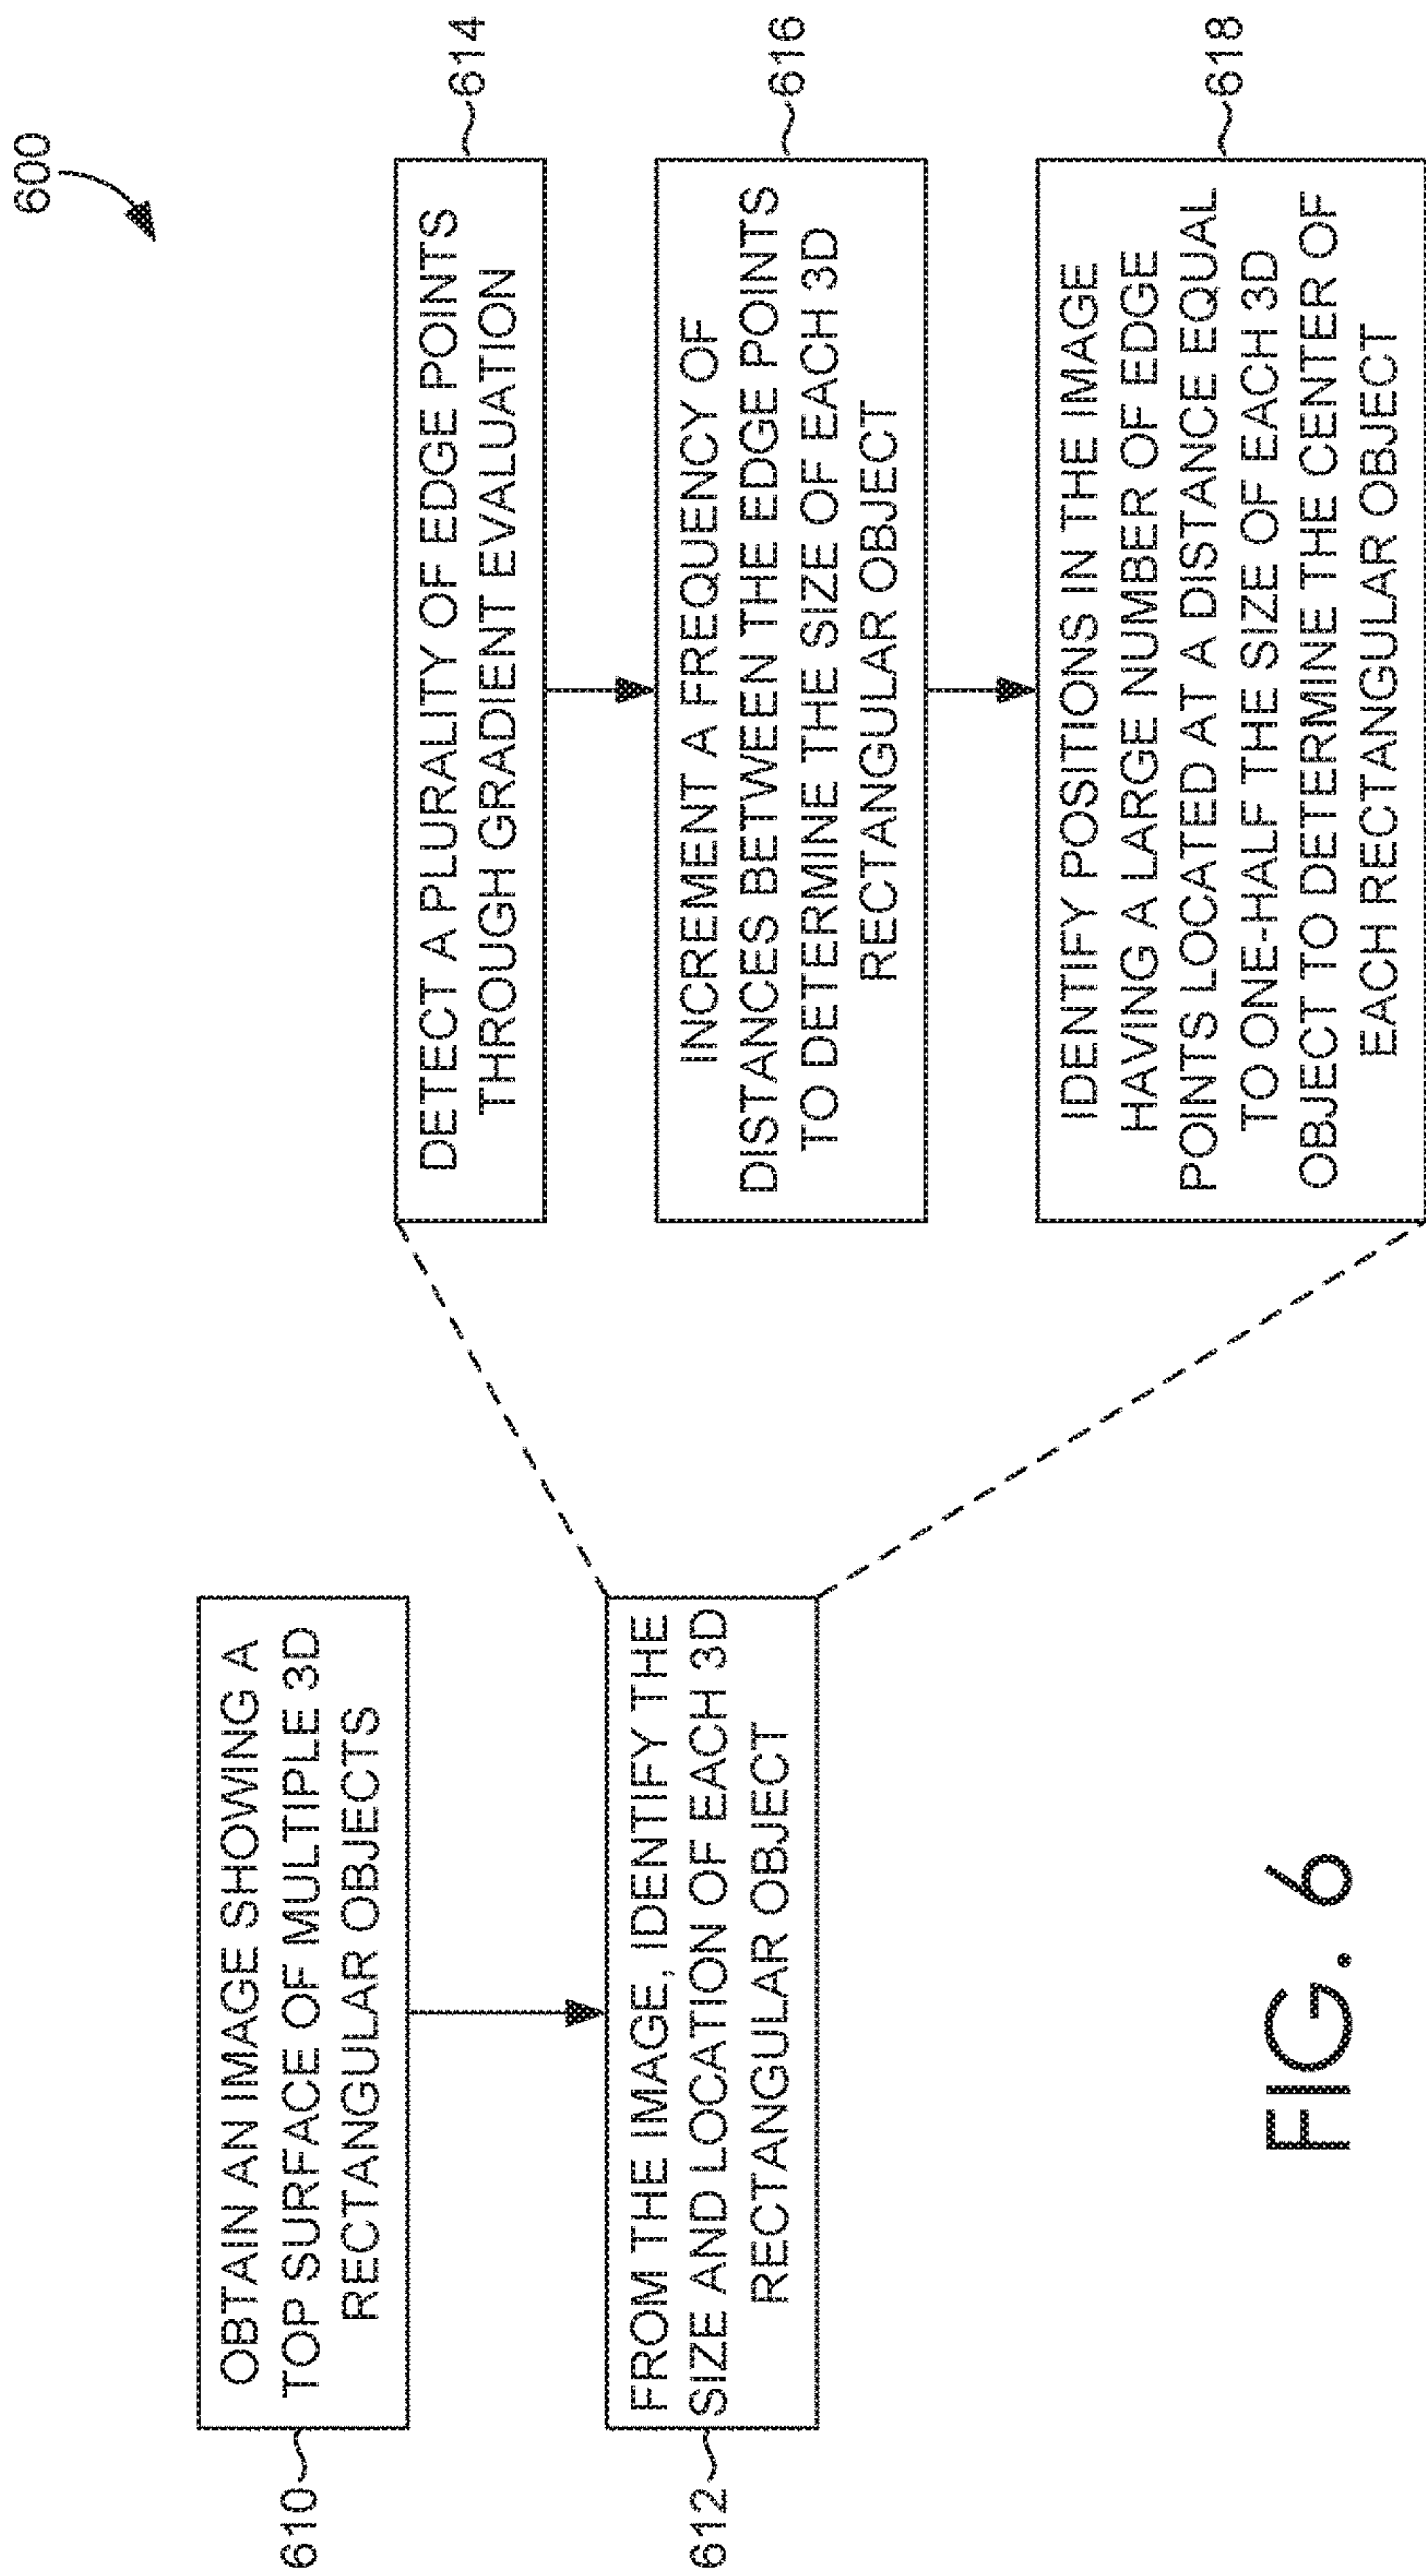 600
OBTAIN AN IMAGE SHOWING A
TOP SURFACE OF MULTIPLE 3D
RECTANGULAR OBJECTS
610
FROM THE IMAGE, IDENTIFY THE
SIZE AND LOCATION OF EACH 3D
RECTANGULAR OBJECT
612
DETECT A PLURALITY OF EDGE POINTS
THROUGH GRADIENT EVALUATION
614
INCREMENT A FREQUENCY OF
DISTANCES BETWEEN THE EDGE POINTS
TO DETERMINE THE SIZE OF EACH 3D
RECTANGULAR OBJECT
616
IDENTIFY POSITIONS IN THE IMAGE
HAVING A LARGE NUMBER OF EDGE
POINTS LOCATED AT A DISTANCE EQUAL
TO ONE-HALF THE SIZE OF EACH 3D
OBJECT TO DETERMINE THE CENTER OF
EACH RECTANGULAR OBJECT
618
FIG. 6